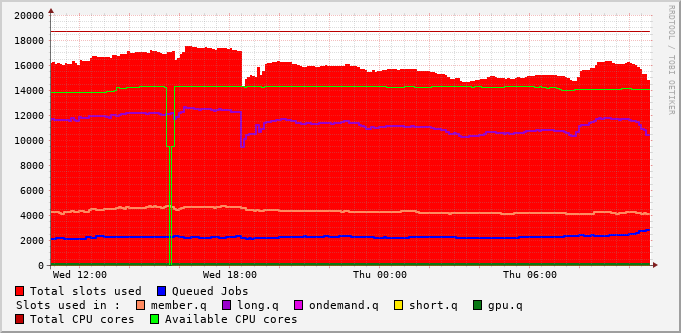 20000
18000
16000
14000
12000
10000
8000
6000
4000
2000
0
Wed 12:00 Wed 18:00 Thu 00:00 Thu 06:00
RRDTOOL / TOBI OETIKER
Total slots used Queued Jobs
Slots used in : member.q long.q ondemand.q short.q gpu.q
Total CPU cores Available CPU cores